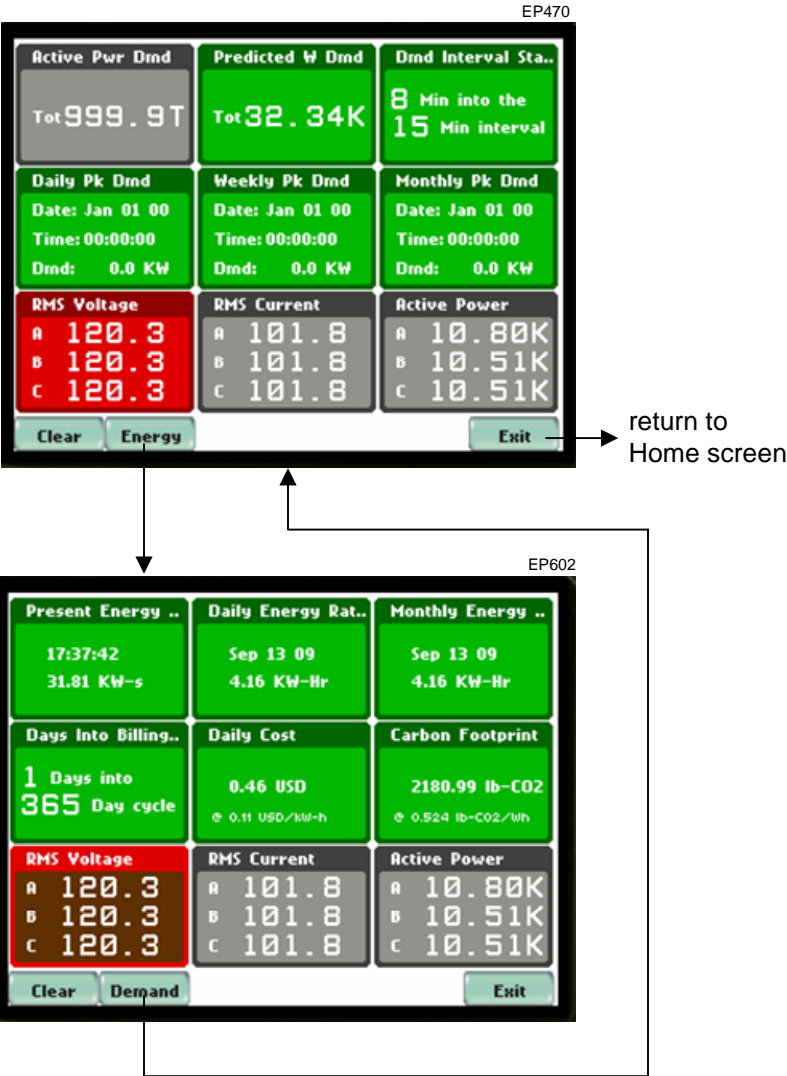 EP470
Active Pwr Dmd
Tot 999.9T
Predicted W Dmd
Tot 32.34K
Dmd Interval Sta..
8 Min into the
15 Min interval
Daily Pk Dmd
Date: Jan 01 00
Time: 00:00:00
Dmd: 0.0 KW
Weekly Pk Dmd
Date: Jan 01 00
Time: 00:00:00
Dmd: 0.0 KW
Monthly Pk Dmd
Date: Jan 01 00
Time: 00:00:00
Dmd: 0.0 KW
RMS Voltage
A 120.3
B 120.3
C 120.3
RMS Current
A 101.8
B 101.8
C 101.8
Active Power
A 10.80K
B 10.51K
C 10.51K
Clear
Energy
Exit
return to
Home screen
EP602
Present Energy ..
17:37:42
31.81 KW-s
Daily Energy Rat..
Sep 13 09
4.16 KW-Hr
Monthly Energy ..
Sep 13 09
4.16 KW-Hr
Days Into Billing..
1 Days into
365 Day cycle
Daily Cost
0.46 USD
@ 0.11 USD/kW-h
Carbon Footprint
2180.99 lb-CO2
@ 0.524 lb-CO2/Wh
RMS Voltage
A 120.3
B 120.3
C 120.3
RMS Current
A 101.8
B 101.8
C 101.8
Active Power
A 10.80K
B 10.51K
C 10.51K
Clear
Demand
Exit